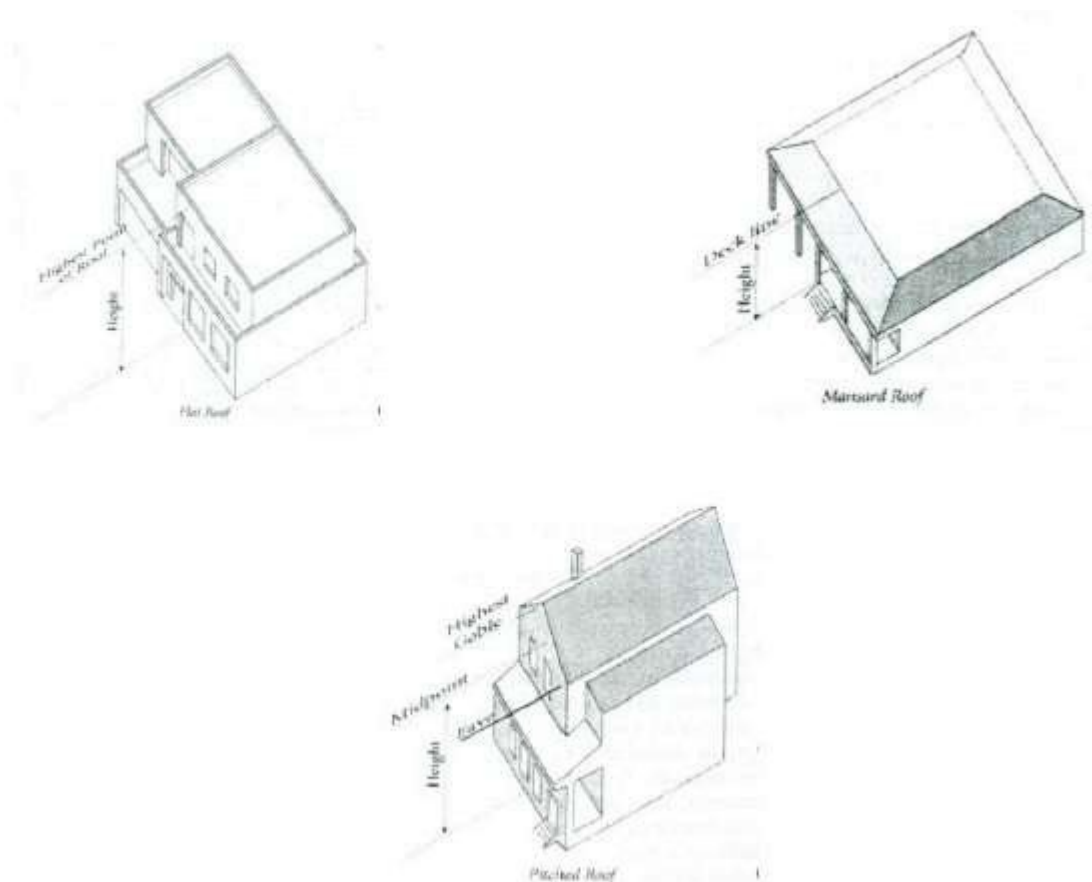 Highest Point
of Roof
Height
Flat Roof
Deck Line
Height
Mansard Roof
Highest
Gable
Midpoint
Eave
Height
Pitched Roof